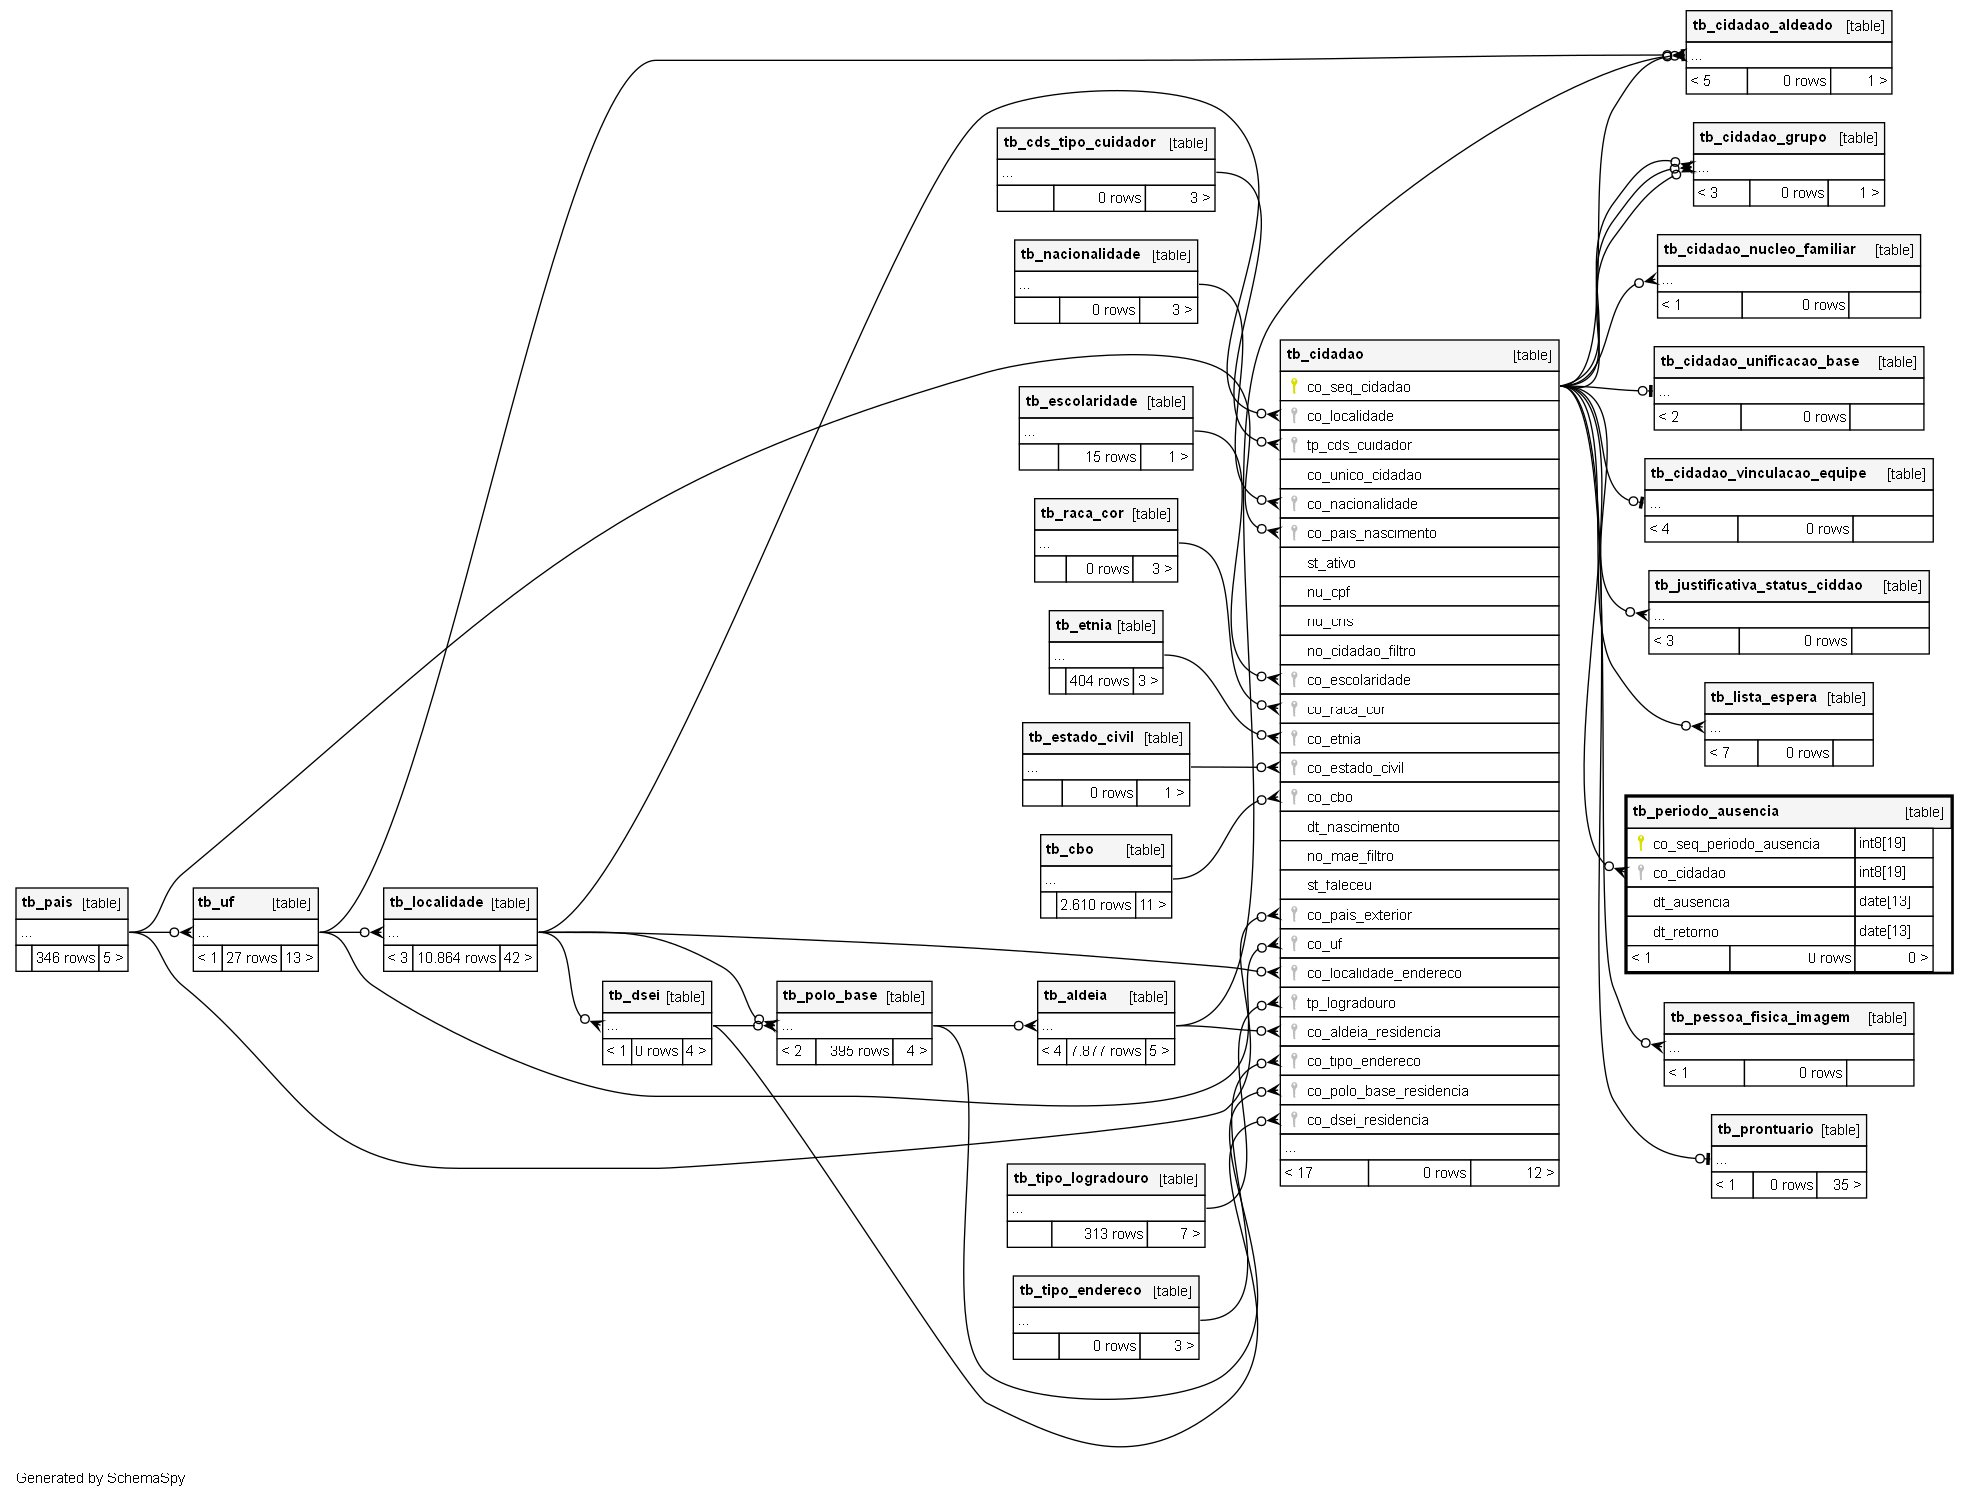 tb_cidadao_aldeado [table]
...
< 5 0 rows 1 >
tb_cidadao_grupo [table]
...
< 3 0 rows 1 >
tb_cds_tipo_cuidador [table]
...
0 rows 3 >
tb_nacionalidade [table]
...
0 rows 3 >
tb_cidadao_nucleo_familiar [table]
...
< 1 0 rows
tb_cidadao_unificacao_base [table]
...
< 2 0 rows
tb_escolaridade [table]
...
15 rows 1 >
tb_raca_cor [table]
...
0 rows 3 >
tb_etnia [table]
...
404 rows 3 >
tb_estado_civil [table]
...
0 rows 1 >
tb_cbo [table]
...
2.610 rows 11 >
tb_cidadao [table]
co_seq_cidadao
co_localidade
tp_cds_cuidador
co_unico_cidadao
co_nacionalidade
co_pais_nascimento
st_ativo
nu_cpf
nu_cns
no_cidadao_filtro
co_escolaridade
co_raca_cor
co_etnia
co_estado_civil
co_cbo
dt_nascimento
no_mae_filtro
st_faleceu
co_pais_exterior
co_uf
co_localidade_endereco
tp_logradouro
co_aldeia_residencia
co_tipo_endereco
co_polo_base_residencia
co_dsei_residencia
...
< 17 0 rows 12 >
tb_cidadao_vinculacao_equipe [table]
...
< 4 0 rows
tb_justificativa_status_ciddao [table]
...
< 3 0 rows
tb_lista_espera [table]
...
< 7 0 rows
tb_periodo_ausencia [table]
co_seq_periodo_ausencia int8[19]
co_cidadao int8[19]
dt_ausencia date[13]
dt_retorno date[13]
< 1 0 rows 0 >
tb_pais [table]
...
346 rows 5 >
tb_uf [table]
...
< 1 27 rows 13 >
tb_localidade [table]
...
< 3 10.864 rows 42 >
tb_dsei [table]
...
< 1 0 rows 4 >
tb_polo_base [table]
...
< 2 395 rows 4 >
tb_aldeia [table]
...
< 4 7.877 rows 5 >
tb_pessoa_fisica_imagem [table]
...
< 1 0 rows
tb_prontuario [table]
...
< 1 0 rows 35 >
tb_tipo_logradouro [table]
...
313 rows 7 >
tb_tipo_endereco [table]
...
0 rows 3 >
Generated by SchemaSpy